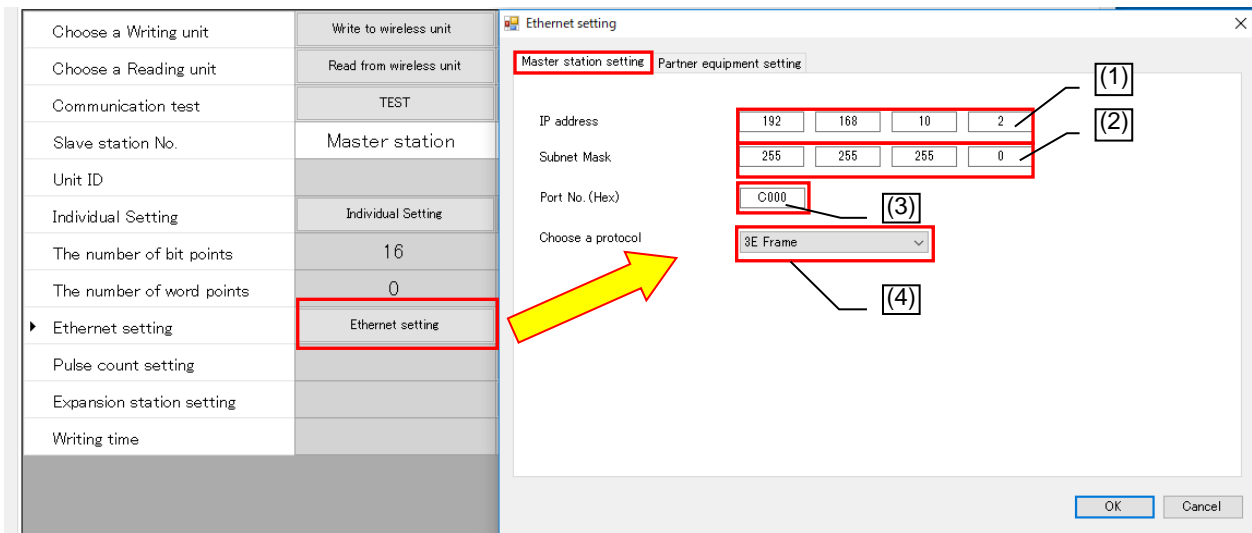 Choose a Writing unit
Write to wireless unit
Choose a Reading unit
Read from wireless unit
Communication test
TEST
Slave station No.
Master station
Unit ID
Individual Setting
Individual Setting
The number of bit points
16
The number of word points
0
Ethernet setting
Ethernet setting
Pulse count setting
Expansion station setting
Writing time
Ethernet setting
Master station setting
Partner equipment setting
(1)
IP address
192
168
10
2
(2)
Subnet Mask
255
255
255
0
Port No.(Hex)
C000
(3)
Choose a protocol
3E Frame
(4)
OK
Cancel